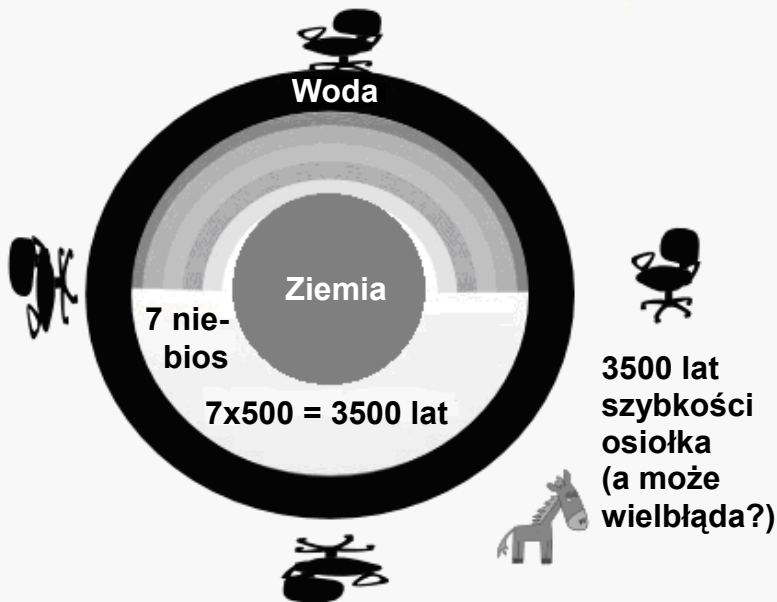 Woda
Ziemia
7 nie-
bios
7x500 = 3500 lat
3500 lat
szybkości
osiołka
(a może
wielbłąda?)